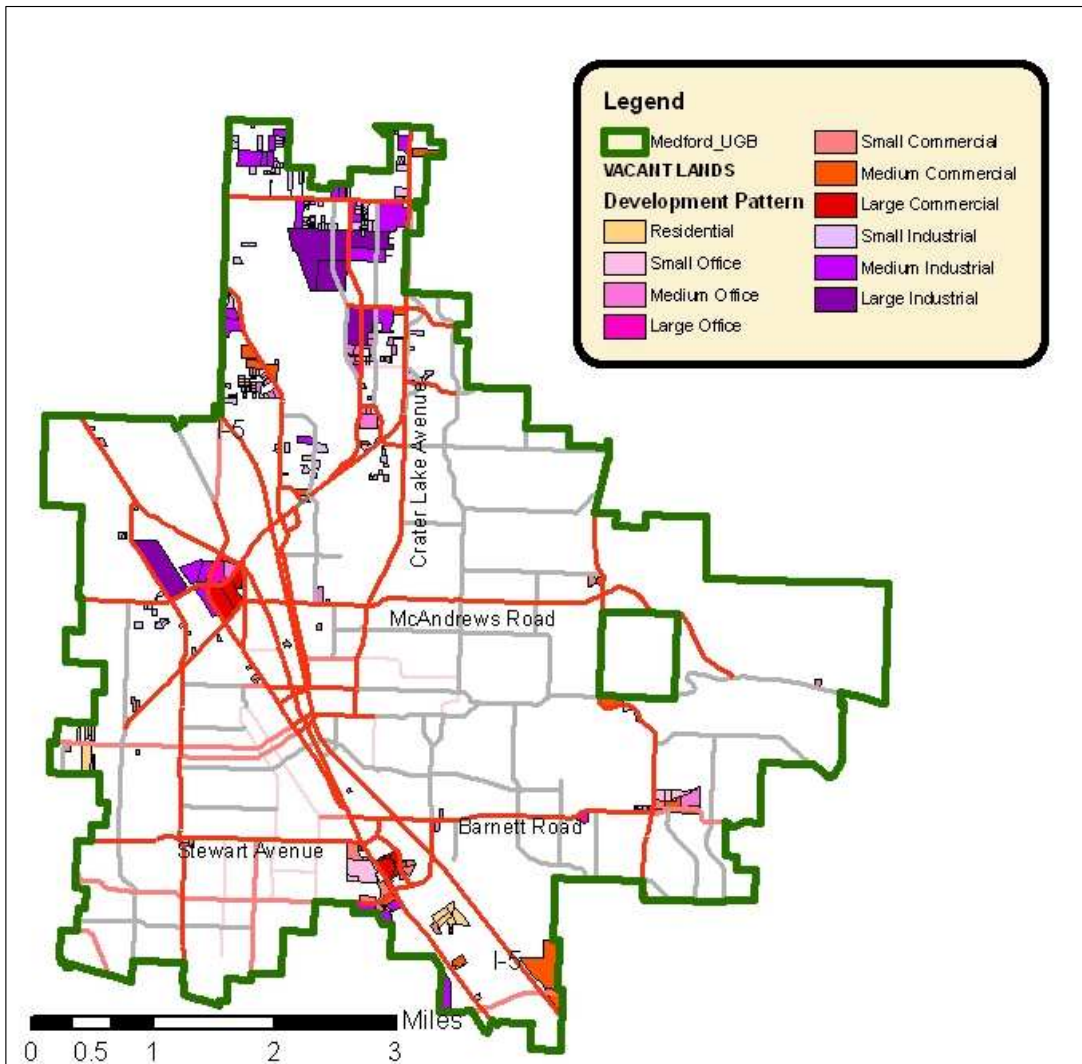 Legend
Medford_UGB
VACANT LANDS
Development Pattern
Residential
Small Office
Medium Office
Large Office
Small Commercial
Medium Commercial
Large Commercial
Small Industrial
Medium Industrial
Large Industrial
I-5
Crater Lake Avenue
McAndrews Road
Barnett Road
Stewart Avenue
I-5
Miles
0 0.5 1 2 3